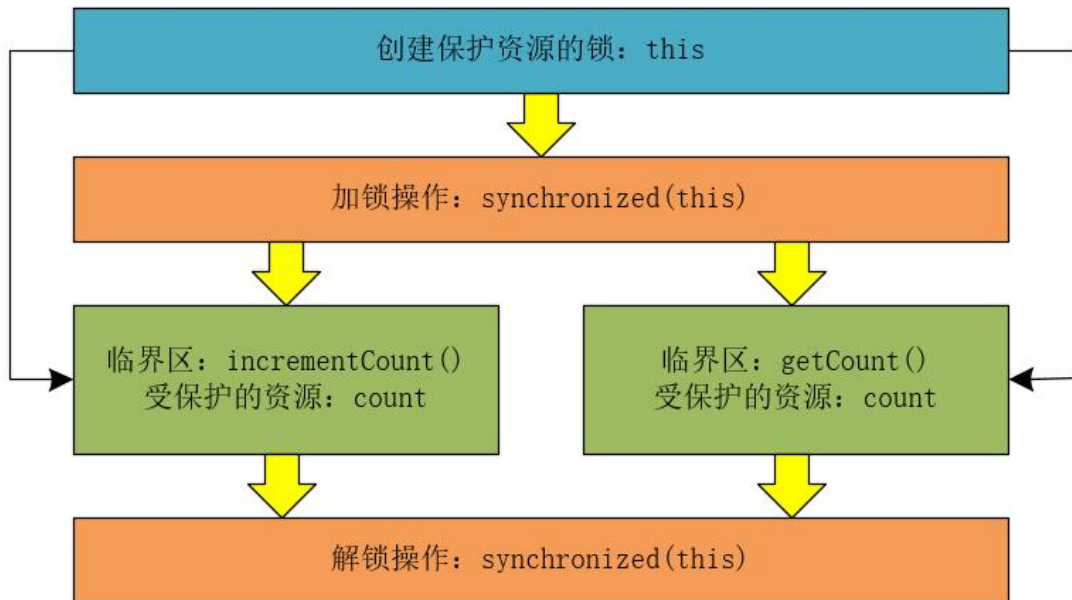 创建保护资源的锁：this
加锁操作：synchronized(this)
临界区：incrementCount()
受保护的资源：count
临界区：getCount()
受保护的资源：count
解锁操作：synchronized(this)